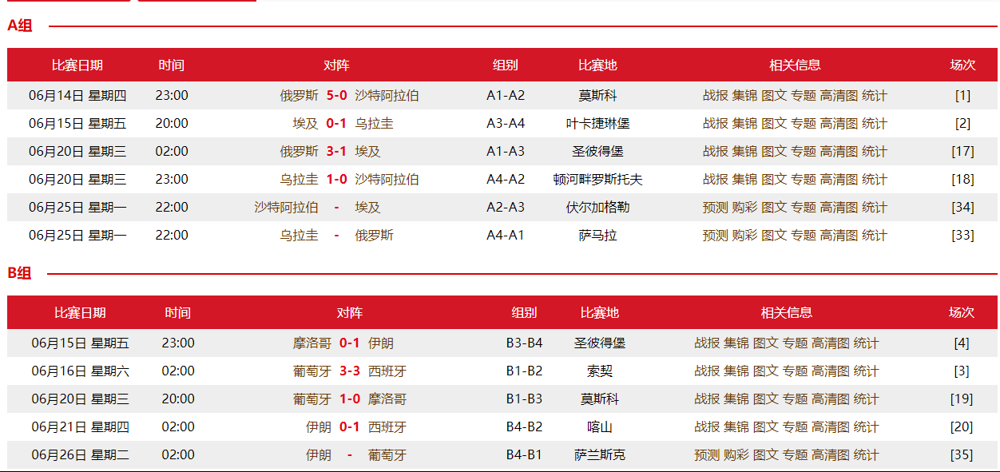 A组
比赛日期 时间 对阵 组别 比赛地 相关信息 场次
06月14日 星期四 23:00 俄罗斯 5-0 沙特阿拉伯 A1-A2 莫斯科 战报 集锦 图文 专题 高清图 统计 [1]
06月15日 星期五 20:00 埃及 0-1 乌拉圭 A3-A4 叶卡捷琳堡 战报 集锦 图文 专题 高清图 统计 [2]
06月20日 星期三 02:00 俄罗斯 3-1 埃及 A1-A3 圣彼得堡 战报 集锦 图文 专题 高清图 统计 [17]
06月20日 星期三 23:00 乌拉圭 1-0 沙特阿拉伯 A4-A2 顿河畔罗斯托夫 战报 集锦 图文 专题 高清图 统计 [18]
06月25日 星期一 22:00 沙特阿拉伯 - 埃及 A2-A3 伏尔加格勒 预测 购彩 图文 专题 高清图 统计 [34]
06月25日 星期一 22:00 乌拉圭 - 俄罗斯 A4-A1 萨马拉 预测 购彩 图文 专题 高清图 统计 [33]
B组
比赛日期 时间 对阵 组别 比赛地 相关信息 场次
06月15日 星期五 23:00 摩洛哥 0-1 伊朗 B3-B4 圣彼得堡 战报 集锦 图文 专题 高清图 统计 [4]
06月16日 星期六 02:00 葡萄牙 3-3 西班牙 B1-B2 索契 战报 集锦 图文 专题 高清图 统计 [3]
06月20日 星期三 20:00 葡萄牙 1-0 摩洛哥 B1-B3 莫斯科 战报 集锦 图文 专题 高清图 统计 [19]
06月21日 星期四 02:00 伊朗 0-1 西班牙 B4-B2 喀山 战报 集锦 图文 专题 高清图 统计 [20]
06月26日 星期二 02:00 伊朗 - 葡萄牙 B4-B1 萨兰斯克 预测 购彩 图文 专题 高清图 统计 [35]